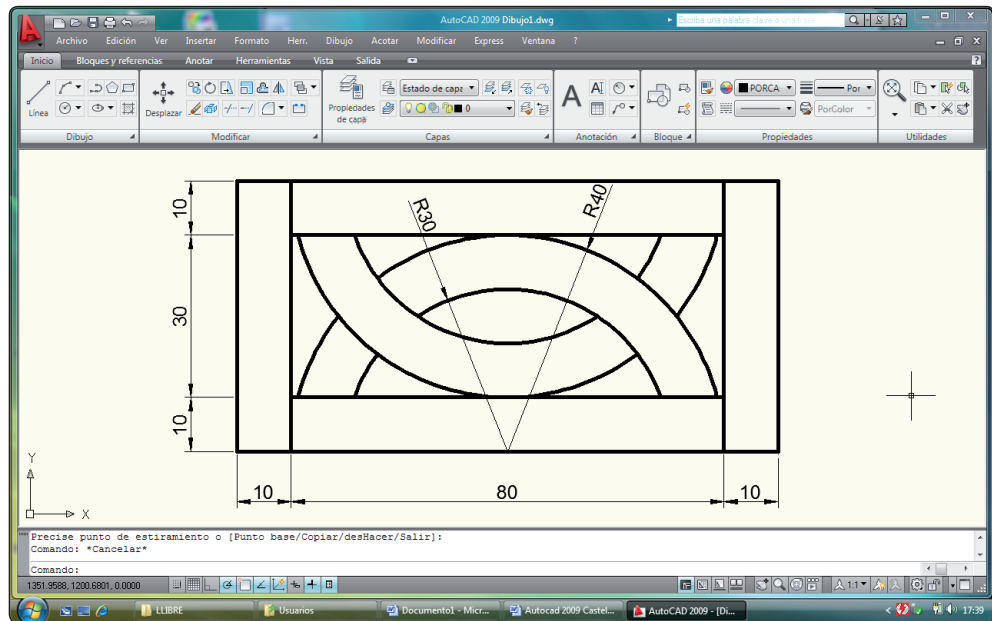 AutoCAD 2009 Dibujo1.dwg
Escriba una palabra clave o una frase
Archivo Edición Ver Insertar Formato Herr. Dibujo Acotar Modificar Express Ventana ?
Inicio Bloques y referencias Anotar Herramientas Vista Salida
Línea
Desplazar
Propiedades de capa
Estado de capa
0
A
PORCA
Por
PorColor
Dibujo Modificar Capas Anotación Bloque Propiedades Utilidades
10
R30
R40
30
10
10 80 10
Y
X
Precise punto de estiramiento o [Punto base/Copiar/desHacer/Salir]:
Comando: *Cancelar*
Comando:
1351.9588, 1200.6801, 0.0000
1:1
LLIBRE Usuarios Documento1 - Micr... Autocad 2009 Castel... AutoCAD 2009 - [Di...
17:39